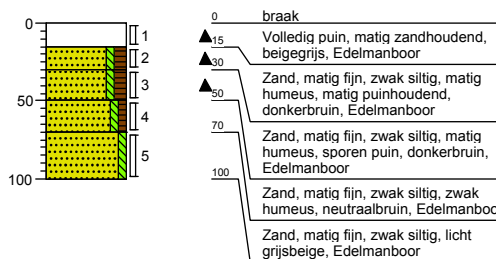 0
50
100
1
2
3
4
5
0
15
30
50
70
100
braak
Volledig puin, matig zandhoudend,
beigegrijs, Edelmanboor
Zand, matig fijn, zwak siltig, matig
humeus, matig puinhoudend,
donkerbruin, Edelmanboor
Zand, matig fijn, zwak siltig, matig
humeus, sporen puin, donkerbruin,
Edelmanboor
Zand, matig fijn, zwak siltig, zwak
humeus, neutraalbruin, Edelmanboo
Zand, matig fijn, zwak siltig, licht
grijsbeige, Edelmanboor